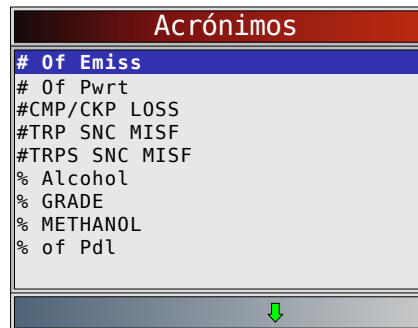 Acrónimos
# Of Emiss
# Of Pwrt
#CMP/CKP LOSS
#TRP SNC MISF
#TRPS SNC MISF
% Alcohol
% GRADE
% METHANOL
% of Pdl